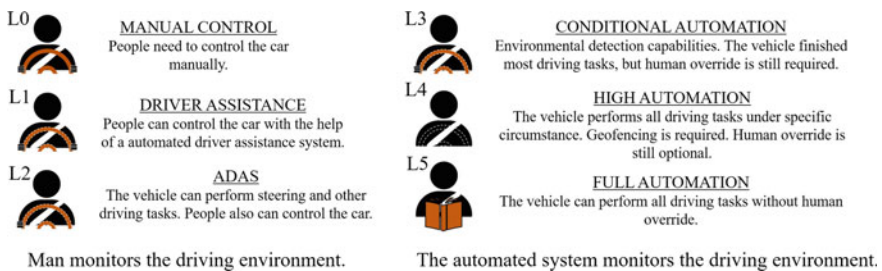 L0
MANUAL CONTROL
People need to control the car
manually.
L1
DRIVER ASSISTANCE
People can control the car with the help
of a automated driver assistance system.
L2
ADAS
The vehicle can perform steering and other
driving tasks. People also can control the car.
Man monitors the driving environment.
L3
CONDITIONAL AUTOMATION
Environmental detection capabilities. The vehicle finished
most driving tasks, but human override is still required.
L4
HIGH AUTOMATION
The vehicle performs all driving tasks under specific
circumstance. Geofencing is required. Human override is
still optional.
L5
FULL AUTOMATION
The vehicle can perform all driving tasks without human
override.
The automated system monitors the driving environment.